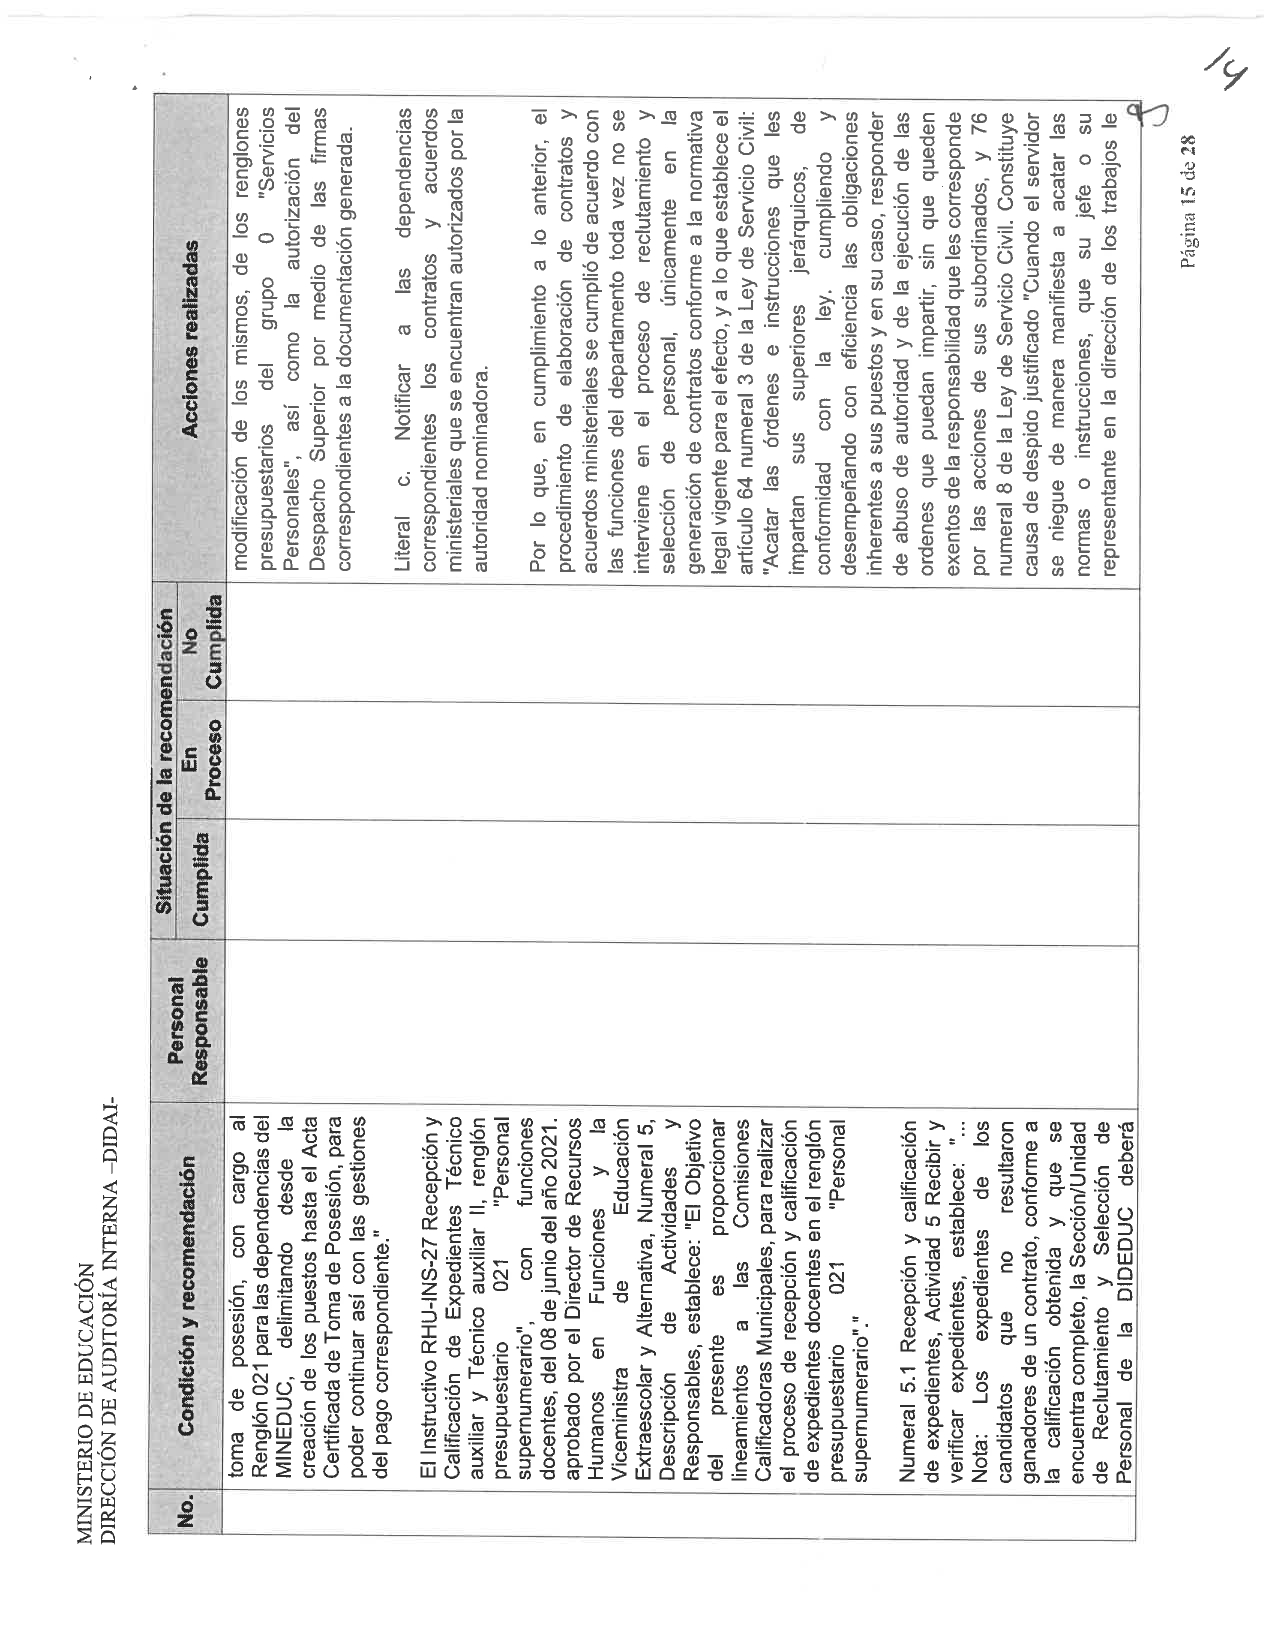 MINISTERIO DE EDUCACIÓN
DIRECCIÓN DE AUDITORÍA INTERNA –DIDAI-
No.
Condición y recomendación
Personal
Responsable
Situación de la recomendación
Cumplida
En
Proceso
No
Cumplida
Acciones realizadas
toma de posesión, con cargo al
Renglón 021 para las dependencias del
MINEDUC, delimitando desde la
creación de los puestos hasta el Acta
Certificada de Toma de Posesión, para
poder continuar así con las gestiones
del pago correspondiente."
El Instructivo RHU-INS-27 Recepción y
Calificación de Expedientes Técnico
auxiliar y Técnico auxiliar II, renglón
presupuestario 021 "Personal
supernumerario", con funciones
docentes, del 08 de junio del año 2021.
aprobado por el Director de Recursos
Humanos en Funciones y la
Viceministra de Educación
Extraescolar y Alternativa, Numeral 5,
Descripción de Actividades y
Responsables, establece: "El Objetivo
del presente es proporcionar
lineamientos a las Comisiones
Calificadoras Municipales, para realizar
el proceso de recepción y calificación
de expedientes docentes en el renglón
presupuestario 021 "Personal
supernumerario"."
Numeral 5.1 Recepción y calificación
de expedientes, Actividad 5 Recibir y
verificar expedientes, establece: "...
Nota: Los expedientes de los
candidatos que no resultaron
ganadores de un contrato, conforme a
la calificación obtenida y que se
encuentra completo, la Sección/Unidad
de Reclutamiento y Selección de
Personal de la DIDEDUC deberá
modificación de los mismos, de los renglones
presupuestarios del grupo 0 "Servicios
Personales", así como la autorización del
Despacho Superior por medio de las firmas
correspondientes a la documentación generada.
Literal c. Notificar a las dependencias
correspondientes los contratos y acuerdos
ministeriales que se encuentran autorizados por la
autoridad nominadora.
Por lo que, en cumplimiento a lo anterior, el
procedimiento de elaboración de contratos y
acuerdos ministeriales se cumplió de acuerdo con
las funciones del departamento toda vez no se
interviene en el proceso de reclutamiento y
selección de personal, únicamente en la
generación de contratos conforme a la normativa
legal vigente para el efecto, y a lo que establece el
artículo 64 numeral 3 de la Ley de Servicio Civil:
"Acatar las órdenes e instrucciones que les
impartan sus superiores jerárquicos, de
conformidad con la ley, cumpliendo y
desempeñando con eficiencia las obligaciones
inherentes a sus puestos y en su caso, responder
de abuso de autoridad y de la ejecución de las
ordenes que puedan impartir, sin que queden
exentos de la responsabilidad que les corresponde
por las acciones de sus subordinados, y 76
numeral 8 de la Ley de Servicio Civil. Constituye
causa de despido justificado "Cuando el servidor
se niegue de manera manifiesta a acatar las
normas o instrucciones, que su jefe o su
representante en la dirección de los trabajos le
Página 15 de 28
14